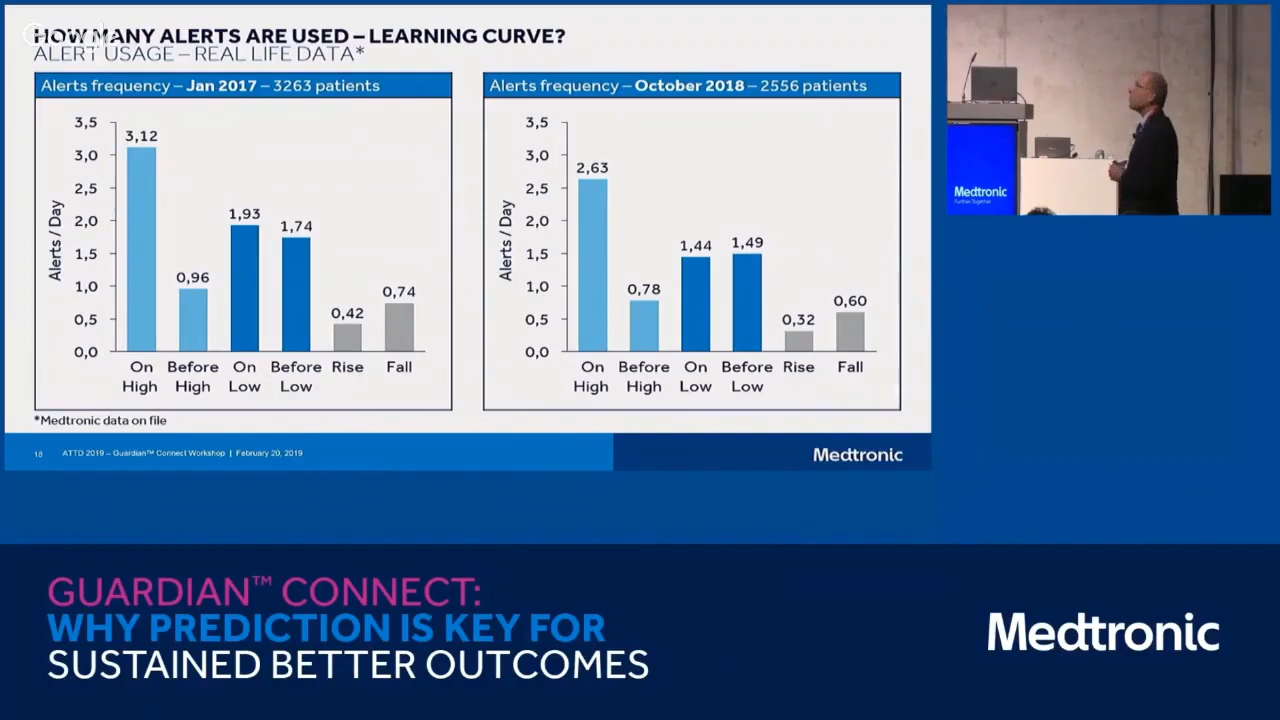 Google
HOW MANY ALERTS ARE USED – LEARNING CURVE?
ALERT USAGE – REAL LIFE DATA*
Alerts frequency – Jan 2017 – 3263 patients
Alerts / Day
3,5
3,0
2,5
2,0
1,5
1,0
0,5
0,0
3,12
0,96
1,93
1,74
0,42
0,74
On High
Before High
On Low
Before Low
Rise
Fall
Alerts frequency – October 2018 – 2556 patients
Alerts / Day
3,5
3,0
2,5
2,0
1,5
1,0
0,5
0,0
2,63
0,78
1,44
1,49
0,32
0,60
On High
Before High
On Low
Before Low
Rise
Fall
*Medtronic data on file
18 ATTD 2019 – Guardian™ Connect Workshop | February 20, 2019
Medtronic
Medtronic
Further, Together
GUARDIAN™ CONNECT:
WHY PREDICTION IS KEY FOR
SUSTAINED BETTER OUTCOMES
Medtronic